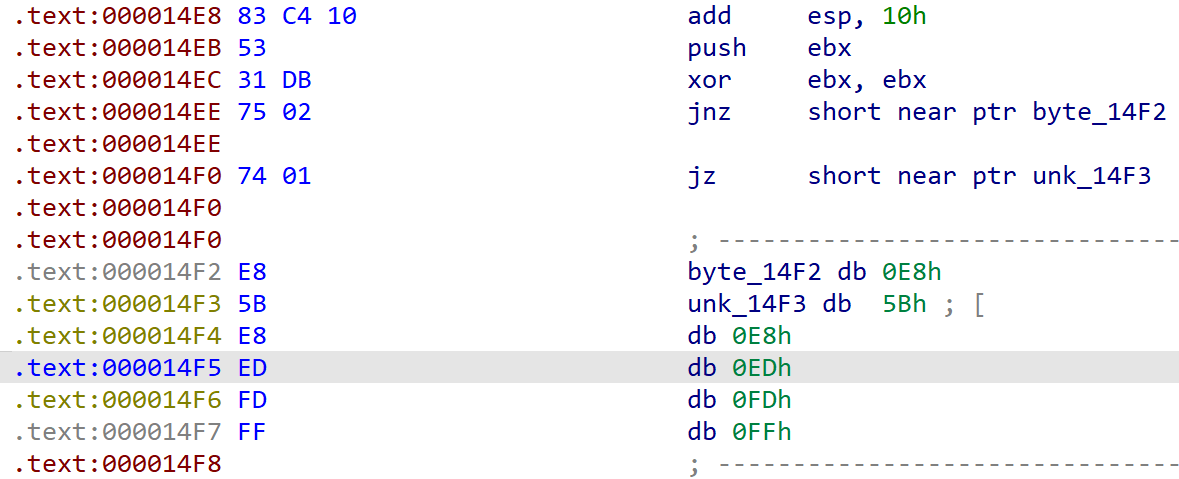 .text:000014E8 83 C4 10 add esp, 10h
.text:000014EB 53 push ebx
.text:000014EC 31 DB xor ebx, ebx
.text:000014EE 75 02 jnz short near ptr byte_14F2
.text:000014EE
.text:000014F0 74 01 jz short near ptr unk_14F3
.text:000014F0
.text:000014F0 ; -------------------------------
.text:000014F2 E8 byte_14F2 db 0E8h
.text:000014F3 5B unk_14F3 db 5Bh ; [
.text:000014F4 E8 db 0E8h
.text:000014F5 ED db 0EDh
.text:000014F6 FD db 0FDh
.text:000014F7 FF db 0FFh
.text:000014F8 ; -------------------------------